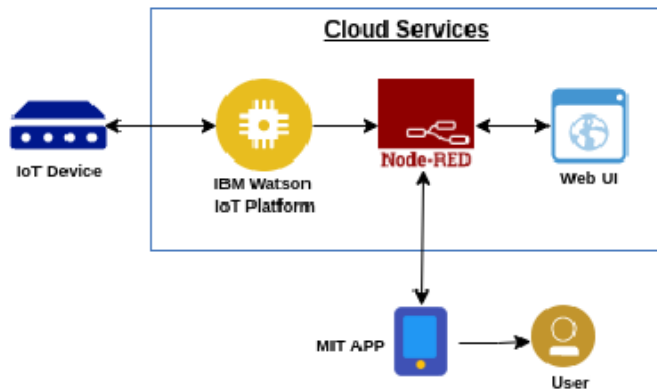 Cloud Services
IoT Device
IBM Watson
IoT Platform
Node-RED
Web UI
MIT APP
User